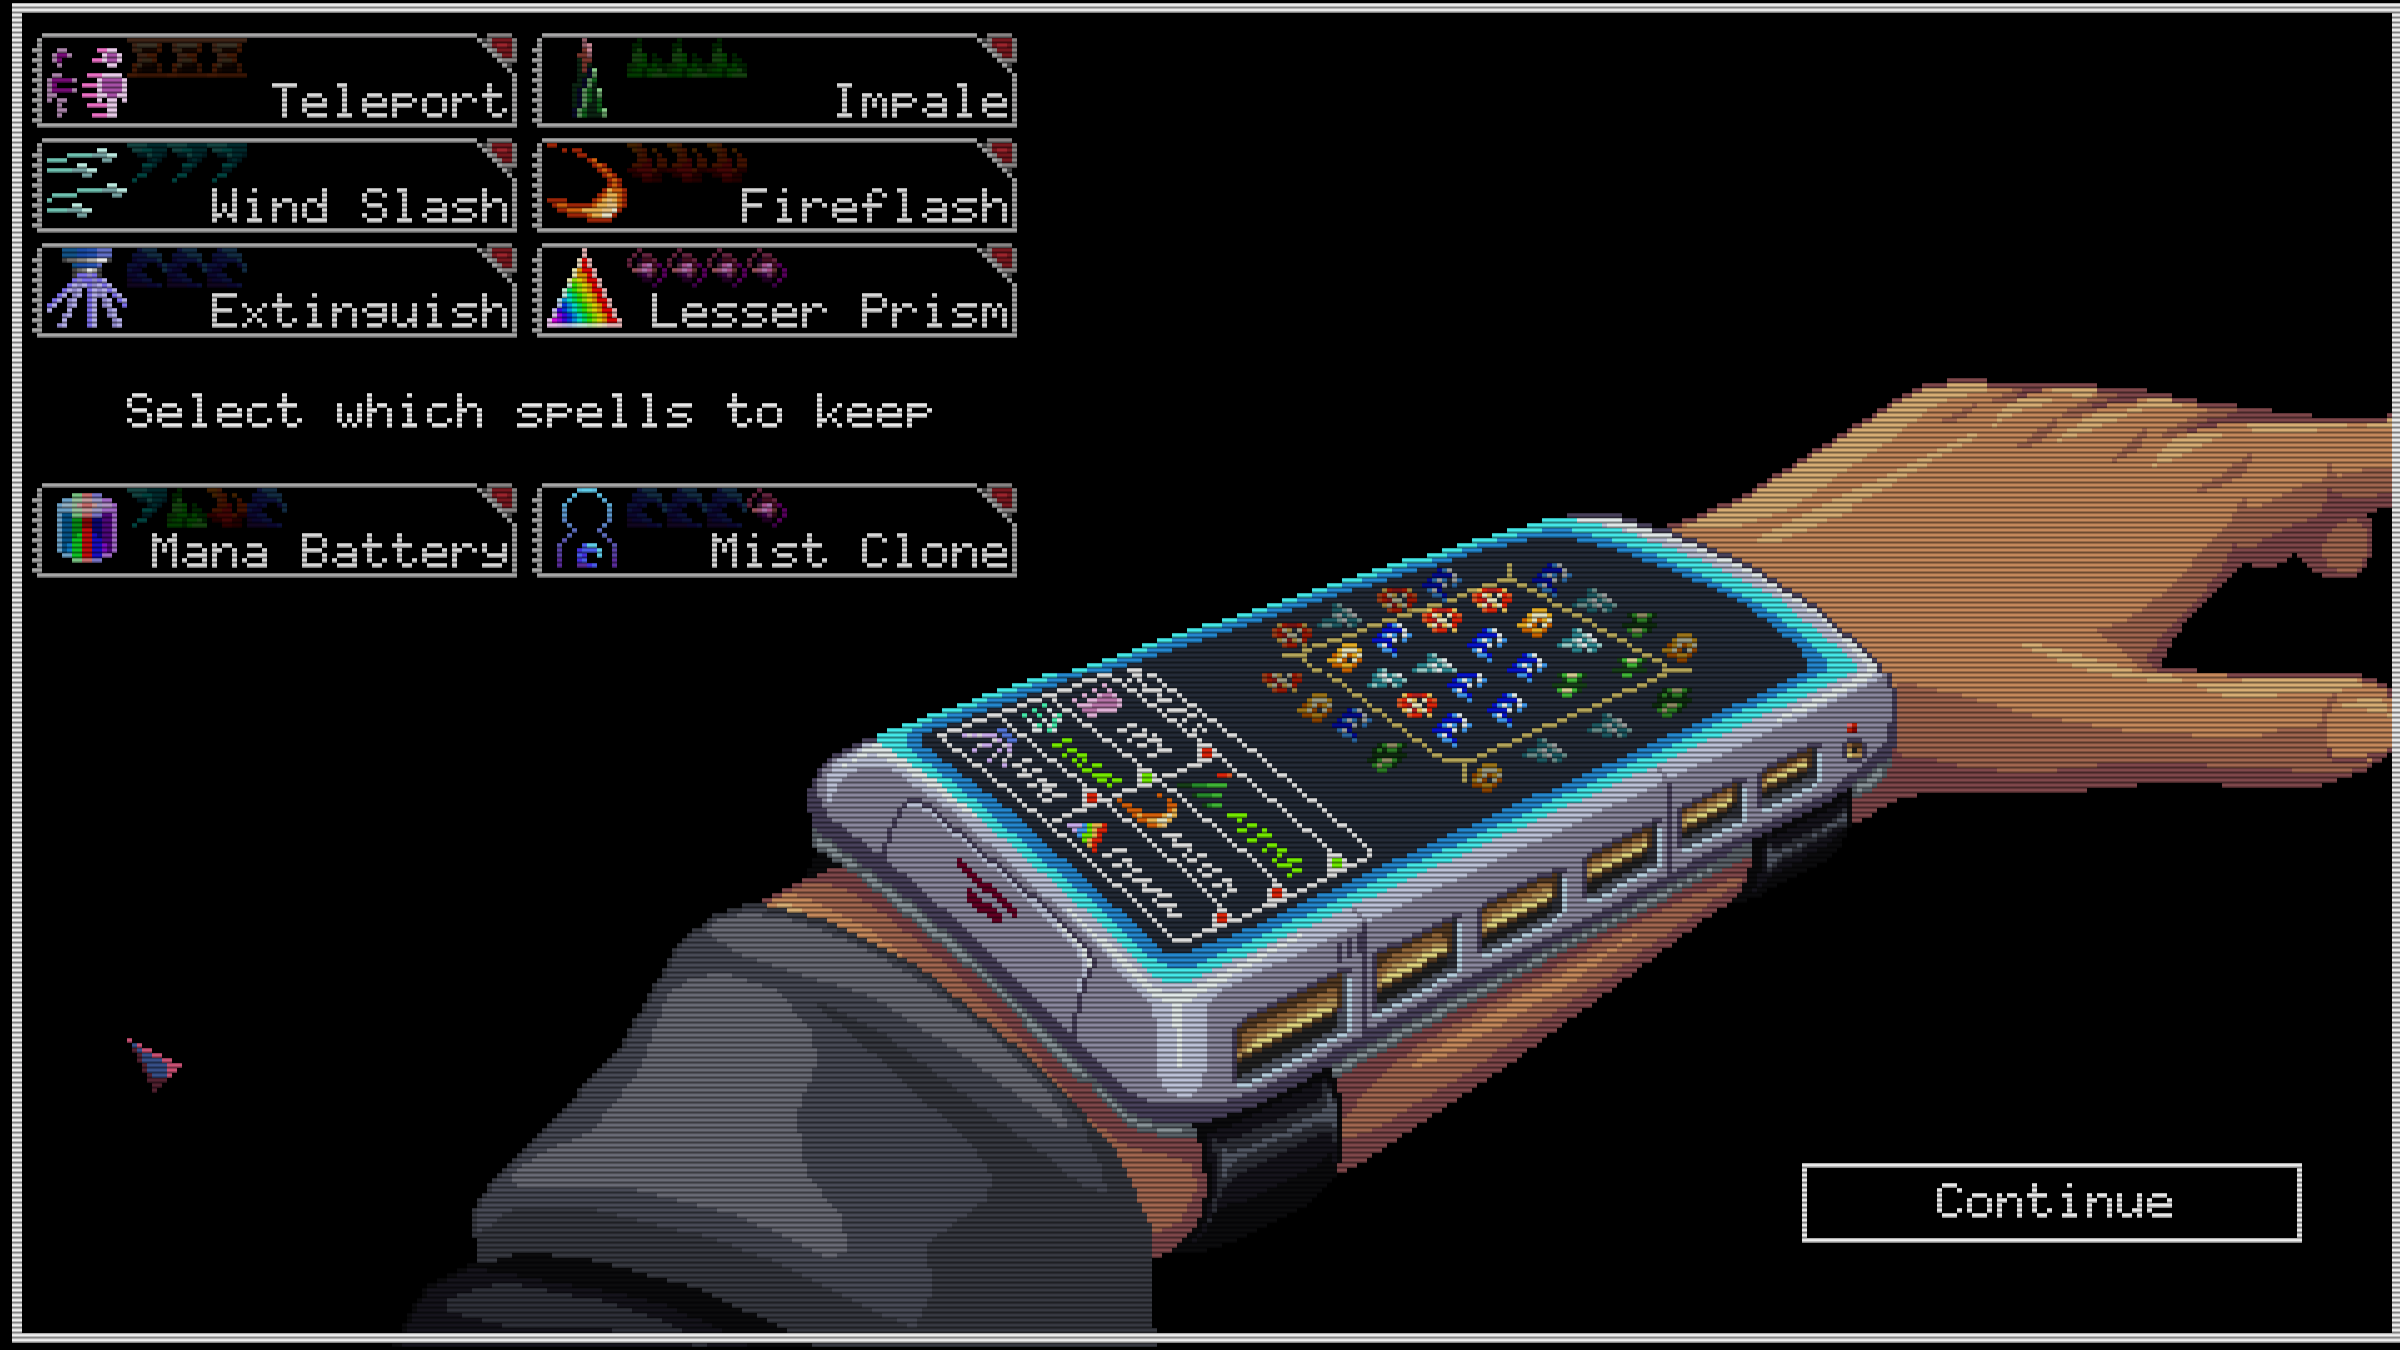 Teleport
Impale
Wind Slash
Fireflash
Extinguish
Lesser Prism
Select which spells to keep
Mana Battery
Mist Clone
Continue